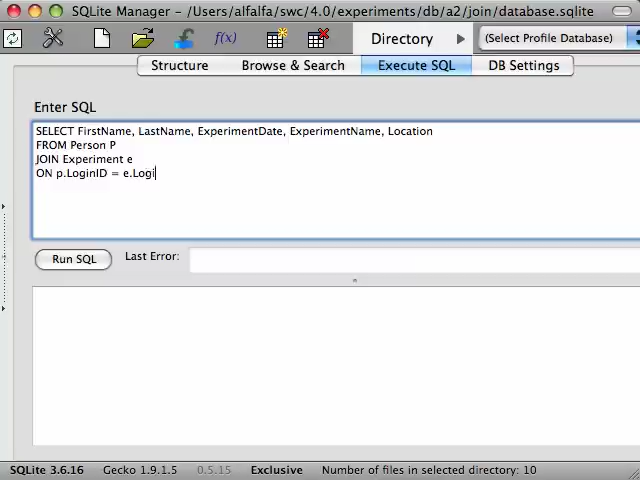 SQLite Manager - /Users/alfalfa/swc/4.0/experiments/db/a2/join/database.sqlite
f(x)
Directory
(Select Profile Database)
Structure
Browse & Search
Execute SQL
DB Settings
Enter SQL
SELECT FirstName, LastName, ExperimentDate, ExperimentName, Location
FROM Person P
JOIN Experiment e
ON p.LoginID = e.Logi
Run SQL
Last Error:
SQLite 3.6.16
Gecko 1.9.1.5
0.5.15
Exclusive
Number of files in selected directory: 10